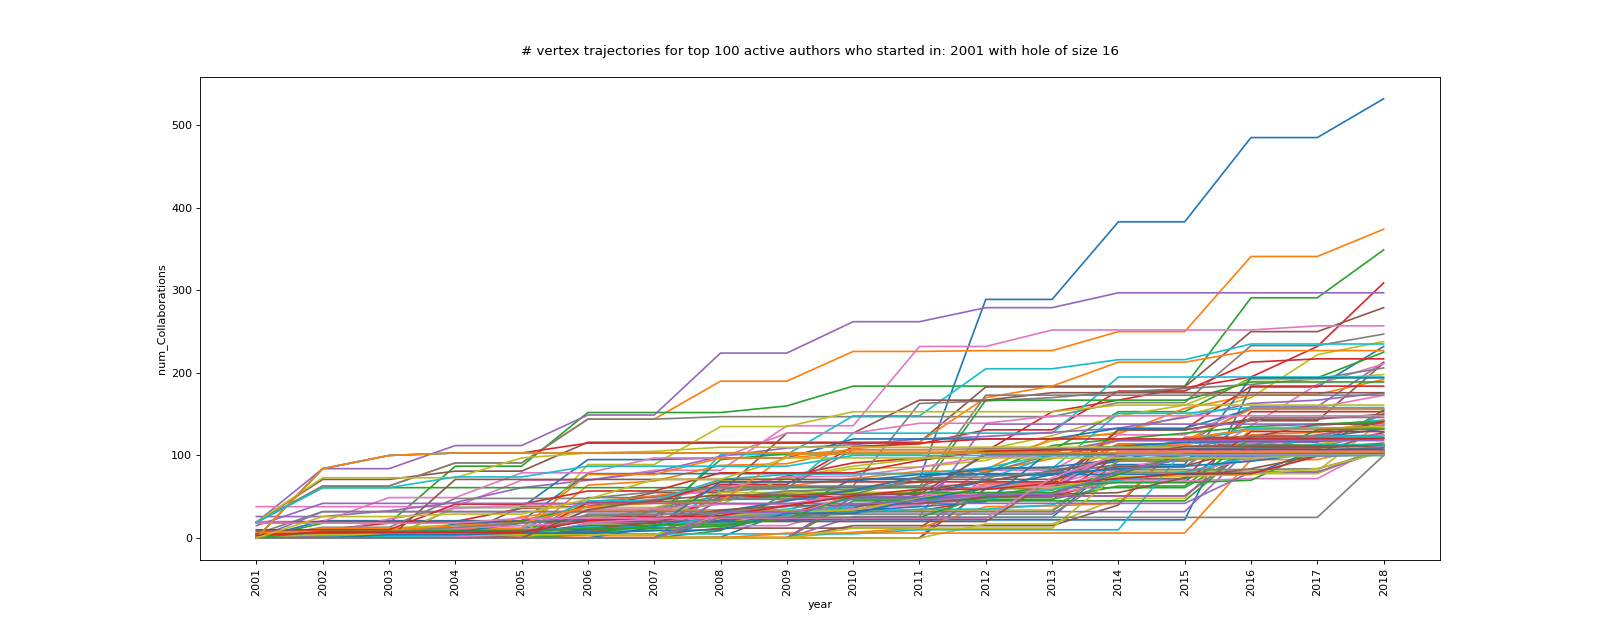 # vertex trajectories for top 100 active authors who started in: 2001 with hole of size 16
num_Collaborations
500
400
300
200
100
0
2001 2002 2003 2004 2005 2006 2007 2008 2009 2010 2011 2012 2013 2014 2015 2016 2017 2018
year